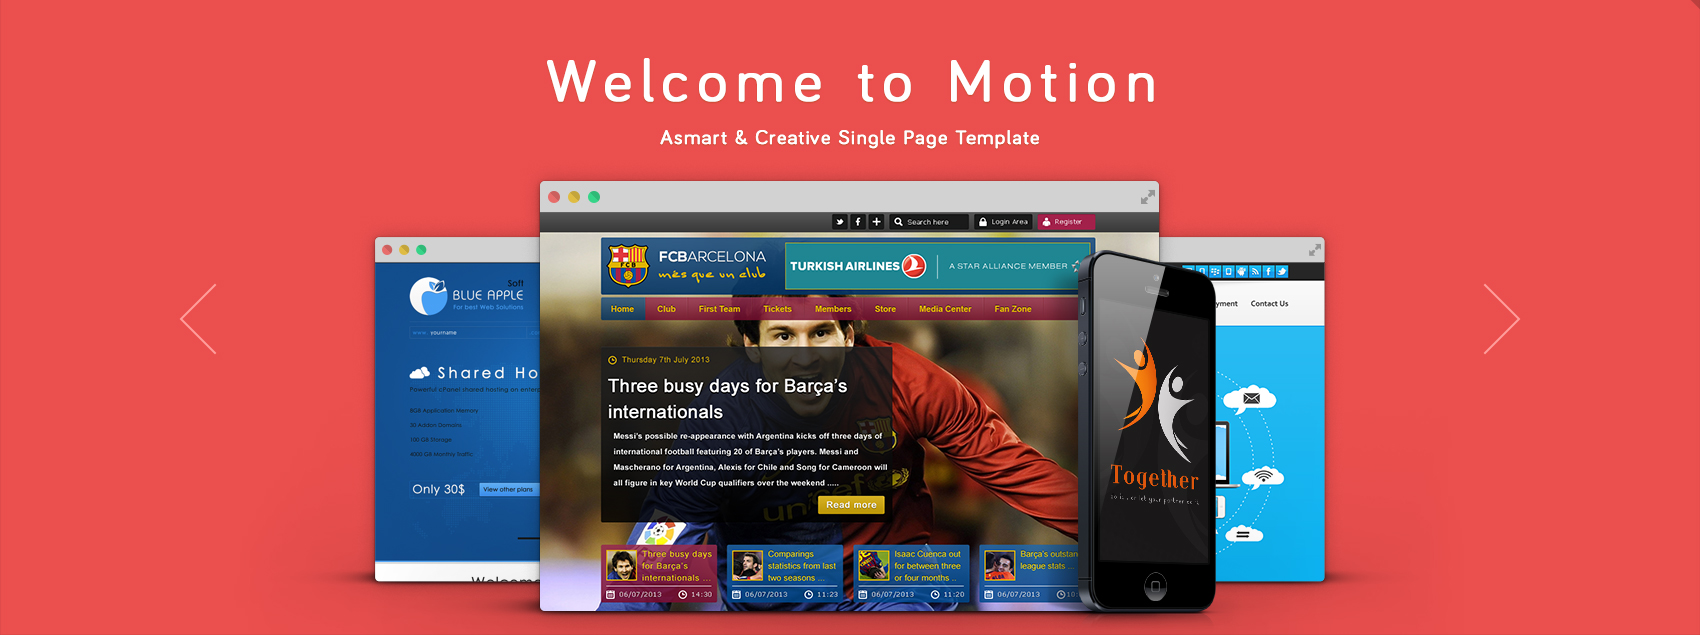 Welcome to Motion
Asmart & Creative Single Page Template
Search here
Login Area
Register
FCBARCELONA
més que un club
TURKISH AIRLINES
A STAR ALLIANCE MEMBER
Home Club First Team Tickets Members Store Media Center Fan Zone
Thursday 7th July 2013
Three busy days for Barça's
internationals
Messi's possible re-appearance with Argentina kicks off three days of
international football featuring 20 of Barça's players. Messi and
Mascherano for Argentina, Alexis for Chile and Song for Cameroon will
all figure in key World Cup qualifiers over the weekend .....
Read more
unicef
Three busy days
for Barça's
internationals ...
06/07/2013 14:30
Comparings
statistics from last
two seasons ...
06/07/2013 11:23
Isaac Cuenca out
for between three
or four months ..
06/07/2013 11:20
Barça's outstan
league stats ...
06/07/2013 10:
Soft
BLUE APPLE
For best Web Solutions
www. yourname
Shared Ho
Powerful cPanel shared hosting on enterp
8GB Application Memory
30 Addon Domains
100 GB Storage
4000 GB Monthly Traffic
Only 30$
View other plans
Welcome
yment
Contact Us
Together